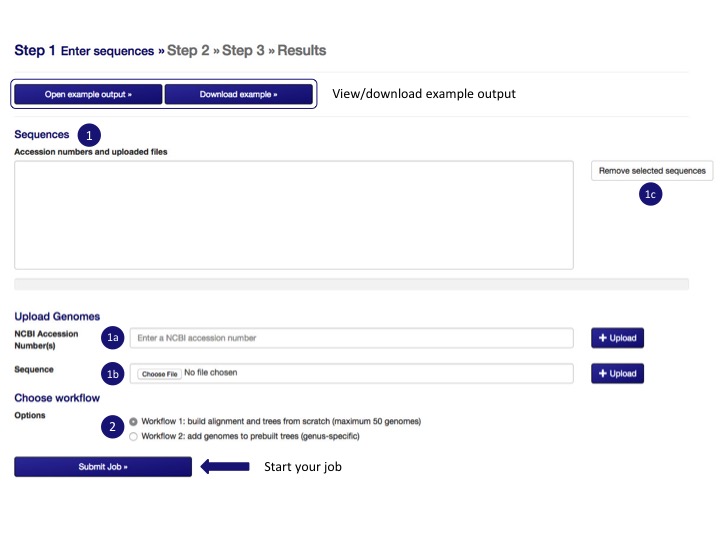 Step 1 Enter sequences » Step 2 » Step 3 » Results
Open example output » Download example » View/download example output
Sequences 1
Accession numbers and uploaded files
Remove selected sequences
1c
Upload Genomes
NCBI Accession Number(s) 1a Enter a NCBI accession number + Upload
Sequence 1b Choose File No file chosen + Upload
Choose workflow
Options 2 Workflow 1: build alignment and trees from scratch (maximum 50 genomes)
Workflow 2: add genomes to prebuilt trees (genus-specific)
Submit Job » Start your job